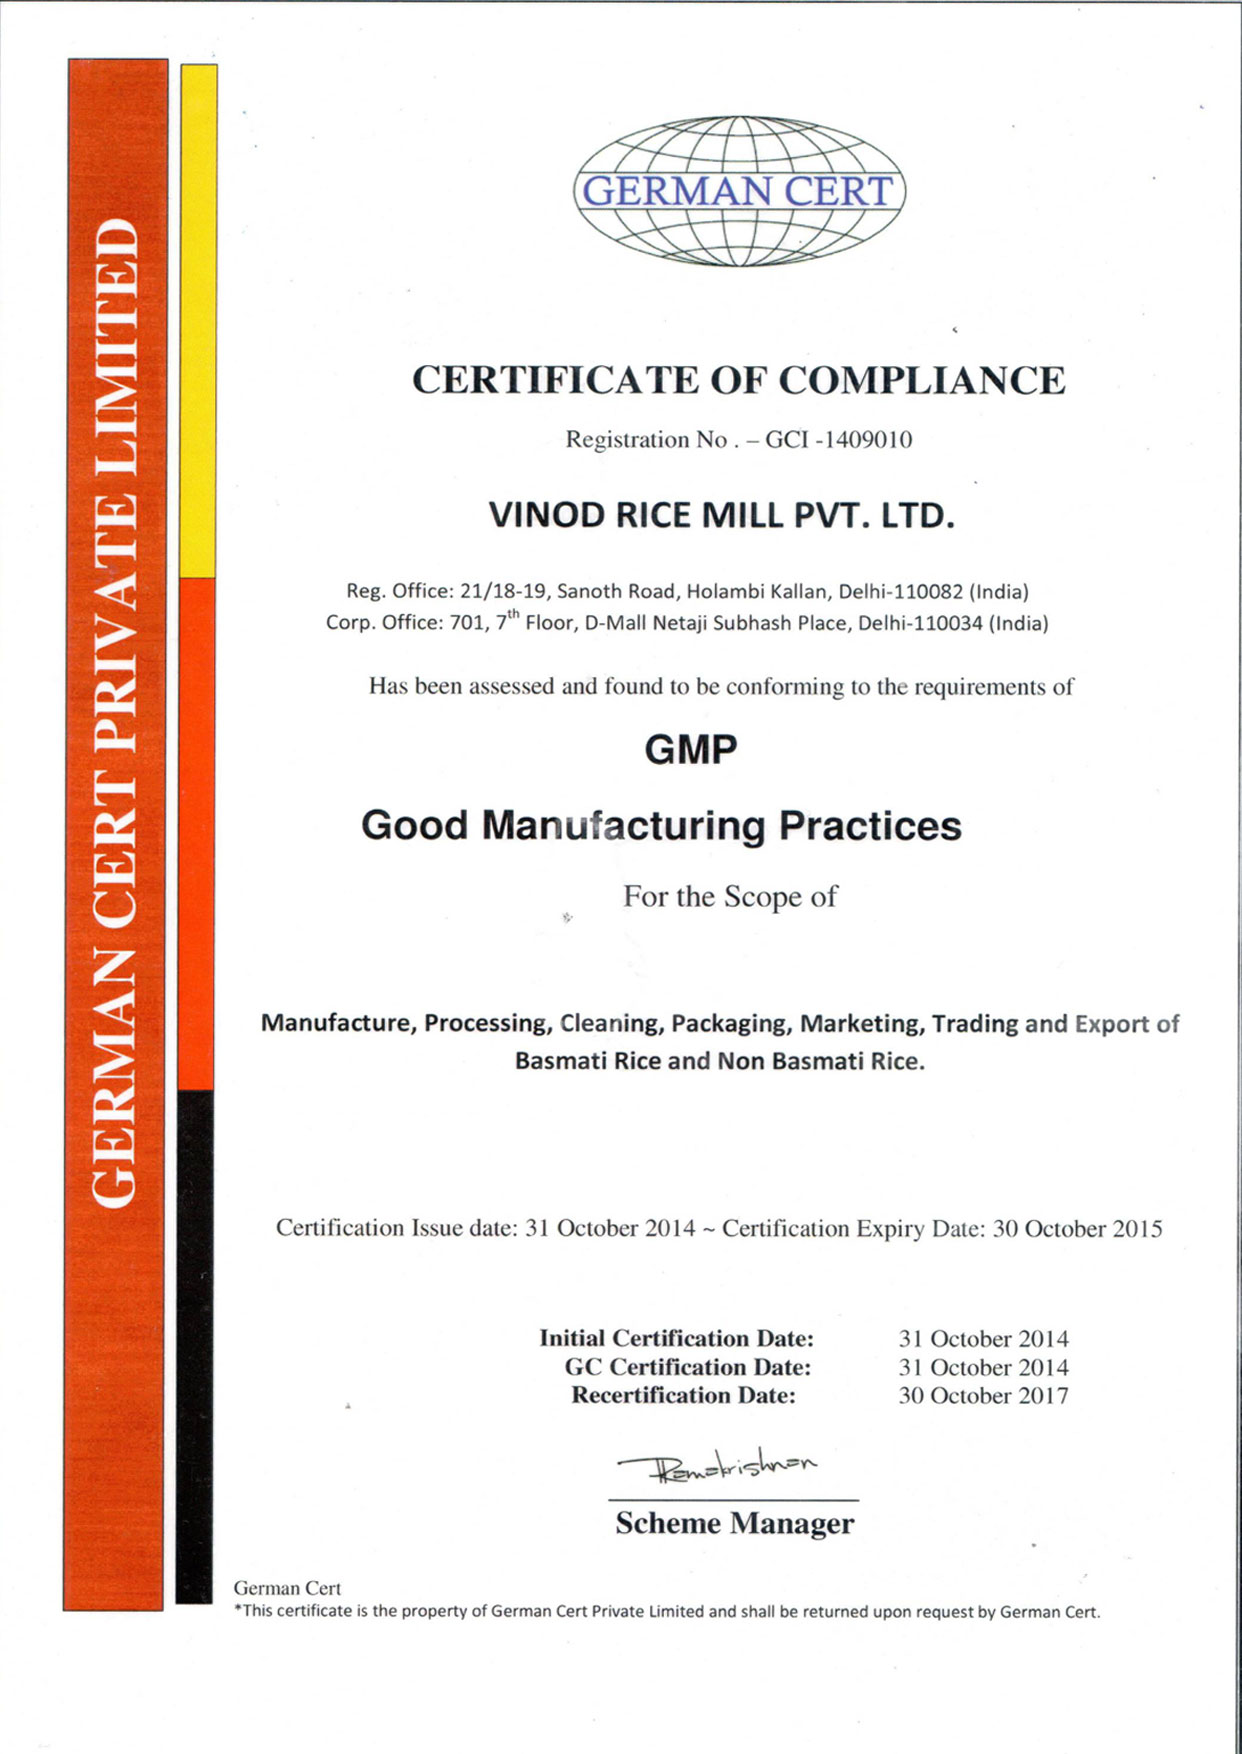 GERMAN CERT PRIVATE LIMITED
GERMAN CERT
CERTIFICATE OF COMPLIANCE
Registration No . – GCI -1409010
VINOD RICE MILL PVT. LTD.
Reg. Office: 21/18-19, Sanoth Road, Holambi Kallan, Delhi-110082 (India)
Corp. Office: 701, 7th Floor, D-Mall Netaji Subhash Place, Delhi-110034 (India)
Has been assessed and found to be conforming to the requirements of
GMP
Good Manufacturing Practices
For the Scope of
Manufacture, Processing, Cleaning, Packaging, Marketing, Trading and Export of
Basmati Rice and Non Basmati Rice.
Certification Issue date: 31 October 2014 ~ Certification Expiry Date: 30 October 2015
Initial Certification Date: 31 October 2014
GC Certification Date: 31 October 2014
Recertification Date: 30 October 2017
Ramakrishnan
Scheme Manager
German Cert
*This certificate is the property of German Cert Private Limited and shall be returned upon request by German Cert.